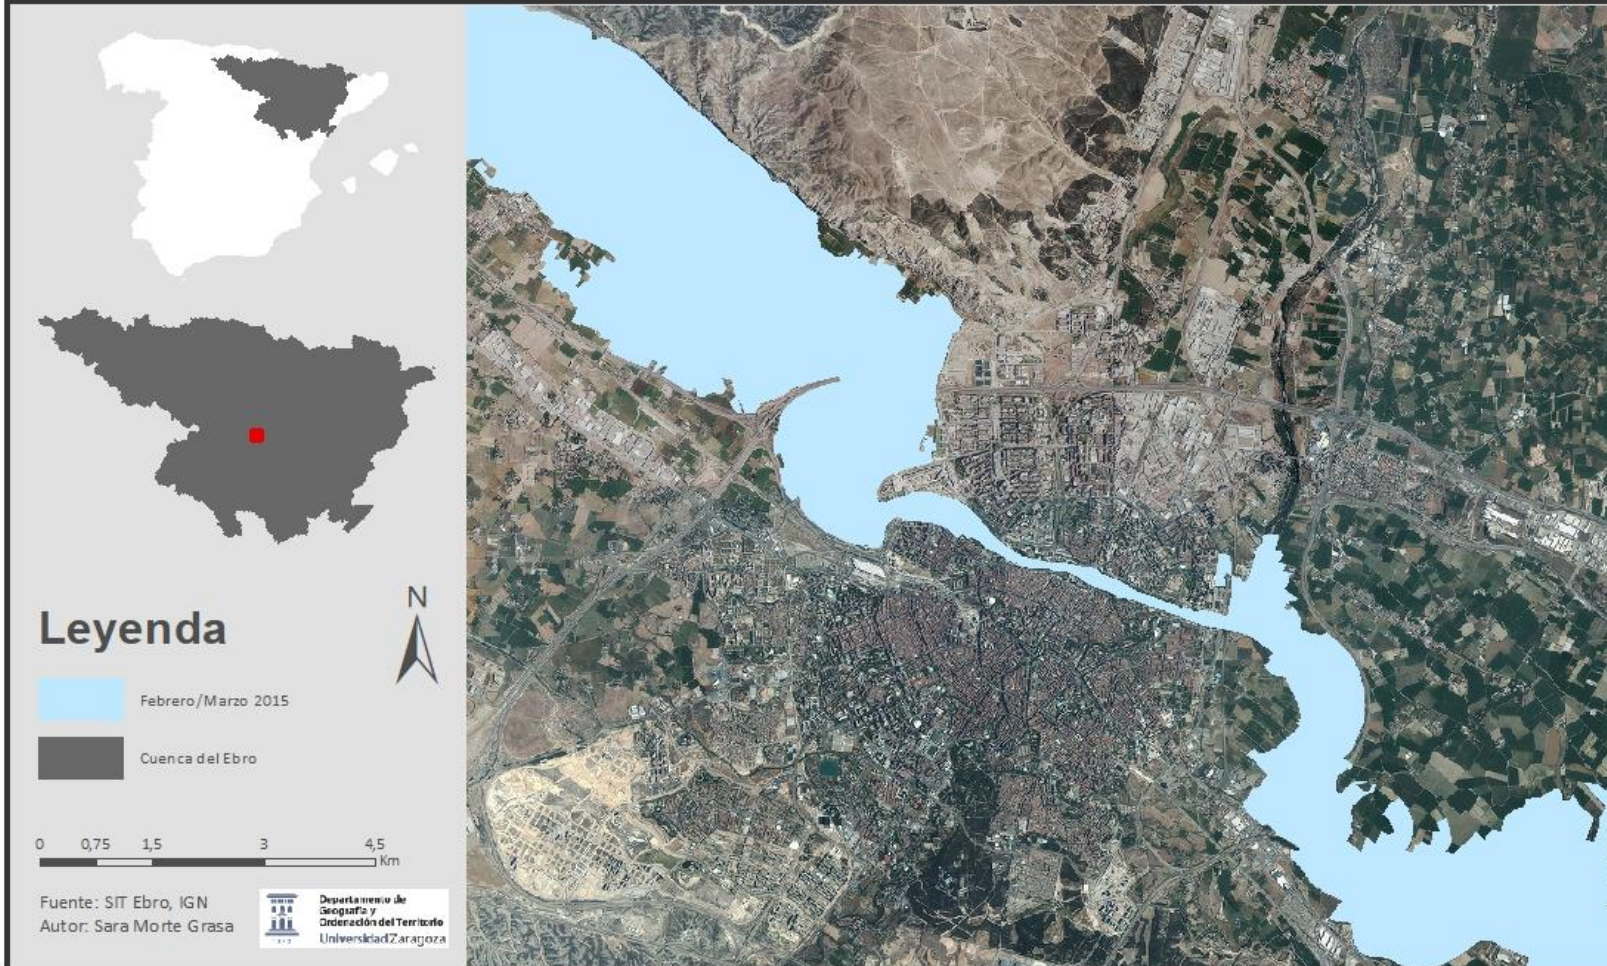 N
Leyenda
Febrero/Marzo 2015
Cuenca del Ebro
0 0,75 1,5 3 4,5
Km
Fuente: SIT Ebro, IGN
Autor: Sara Morte Grasa
Departamento de
Geografía y
Ordenación del Territorio
Universidad Zaragoza